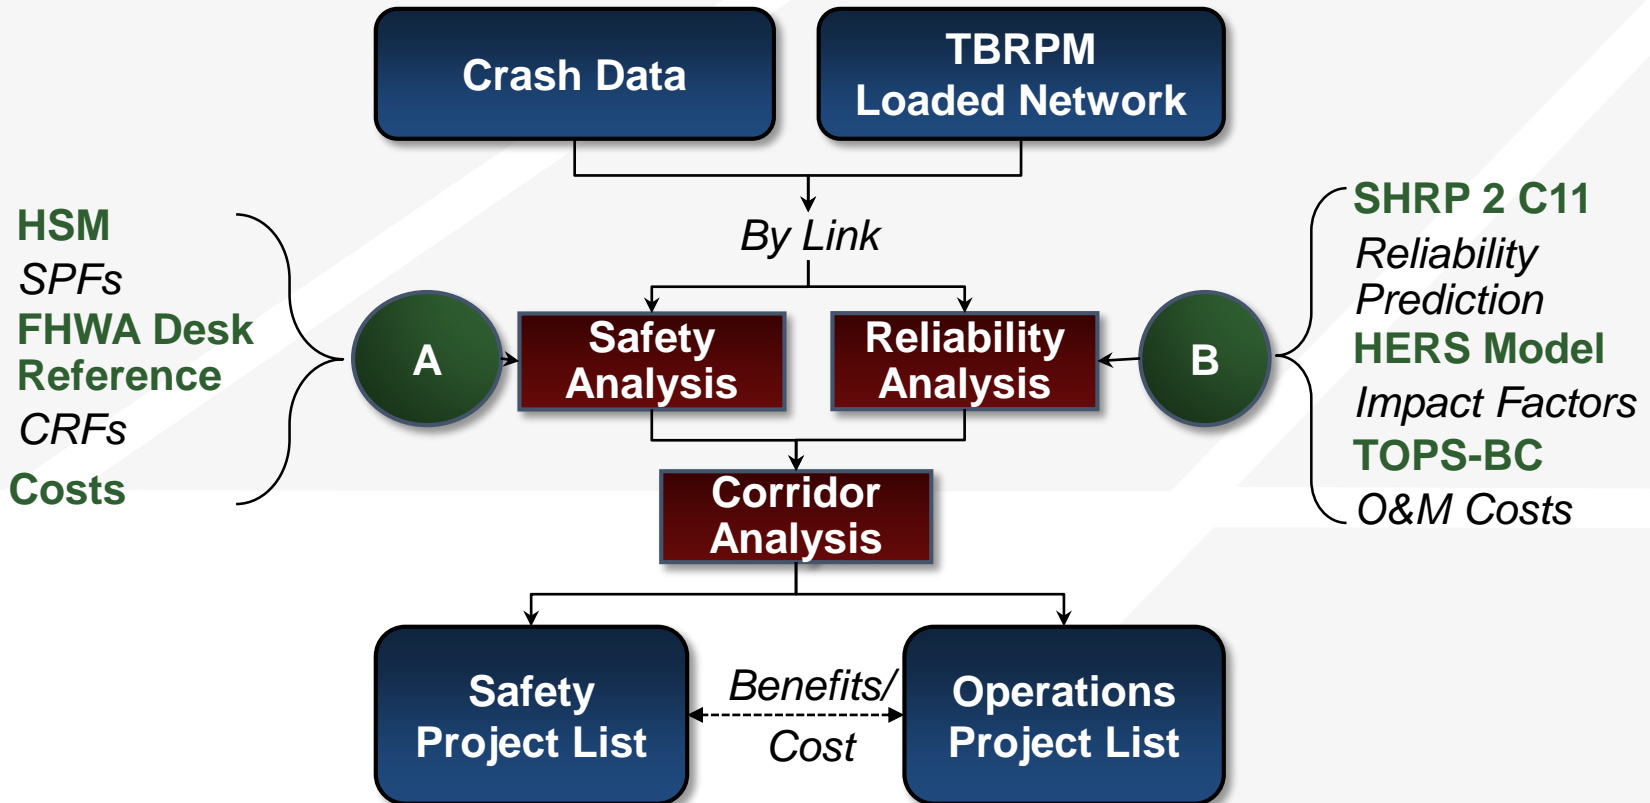 Crash Data
TBRPM
Loaded Network
By Link
HSM
SPFs
FHWA Desk
Reference
CRFs
Costs
A
Safety
Analysis
Reliability
Analysis
B
SHRP 2 C11
Reliability
Prediction
HERS Model
Impact Factors
TOPS-BC
O&M Costs
Corridor
Analysis
Safety
Project List
Benefits/
Cost
Operations
Project List